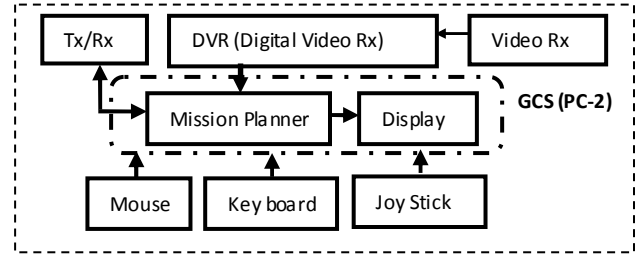 Tx/Rx
DVR (Digital Video Rx)
Video Rx
GCS (PC-2)
Mission Planner
Display
Mouse
Key board
Joy Stick